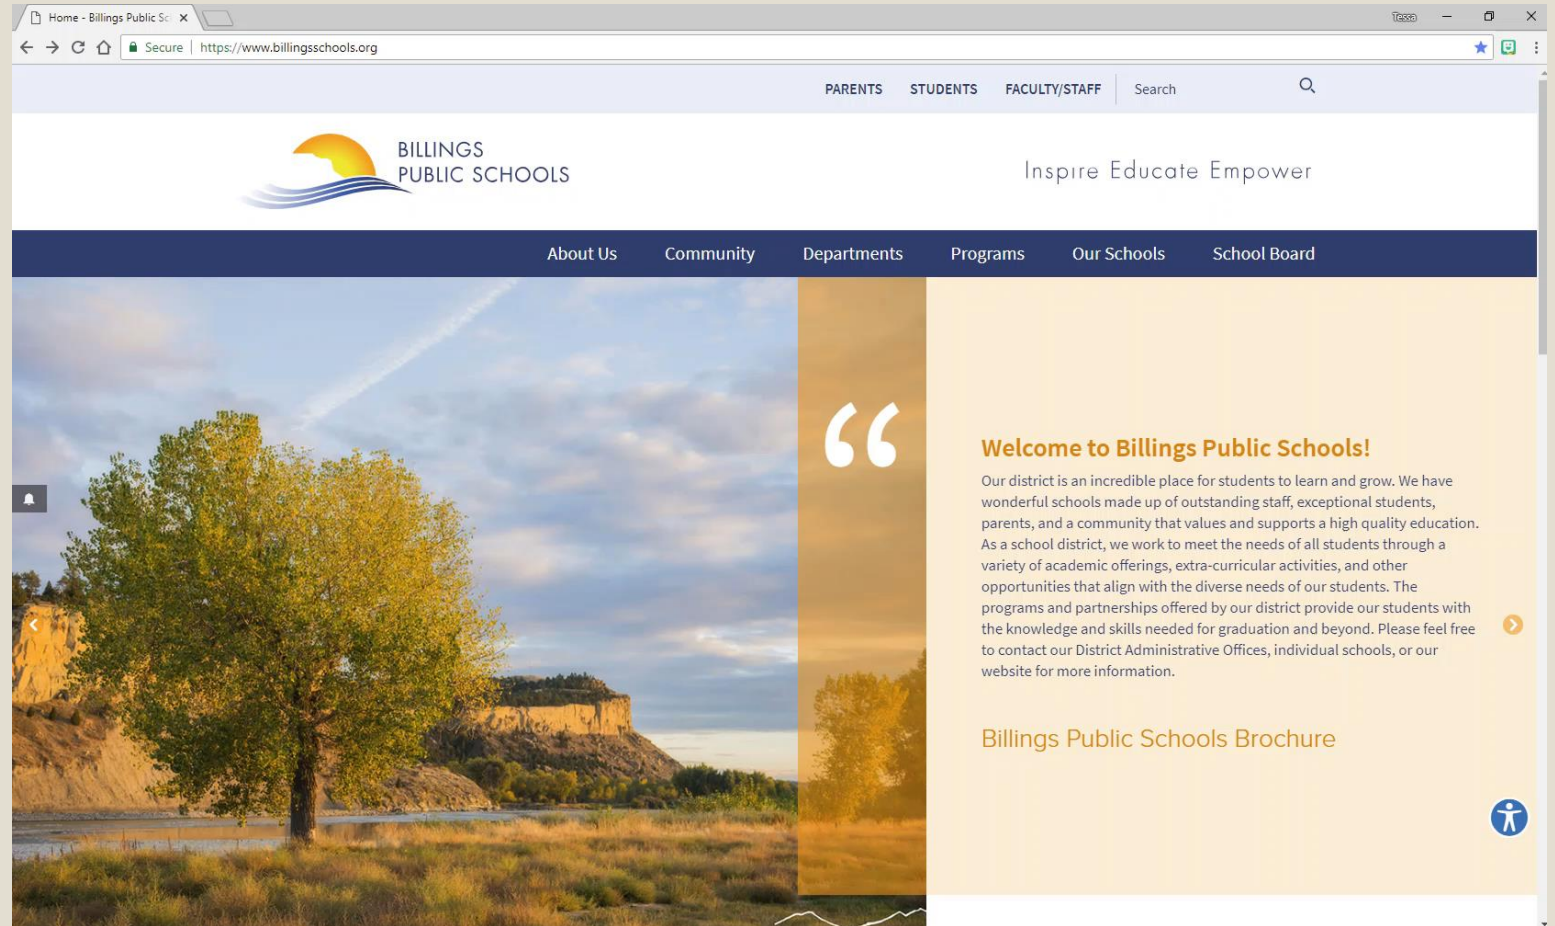 Home - Billings Public Sc
Tessa
Secure | https://www.billingsschools.org
PARENTS STUDENTS FACULTY/STAFF Search
BILLINGS
PUBLIC SCHOOLS
Inspire Educate Empower
About Us Community Departments Programs Our Schools School Board
“
Welcome to Billings Public Schools!
Our district is an incredible place for students to learn and grow. We have
wonderful schools made up of outstanding staff, exceptional students,
parents, and a community that values and supports a high quality education.
As a school district, we work to meet the needs of all students through a
variety of academic offerings, extra-curricular activities, and other
opportunities that align with the diverse needs of our students. The
programs and partnerships offered by our district provide our students with
the knowledge and skills needed for graduation and beyond. Please feel free
to contact our District Administrative Offices, individual schools, or our
website for more information.
Billings Public Schools Brochure